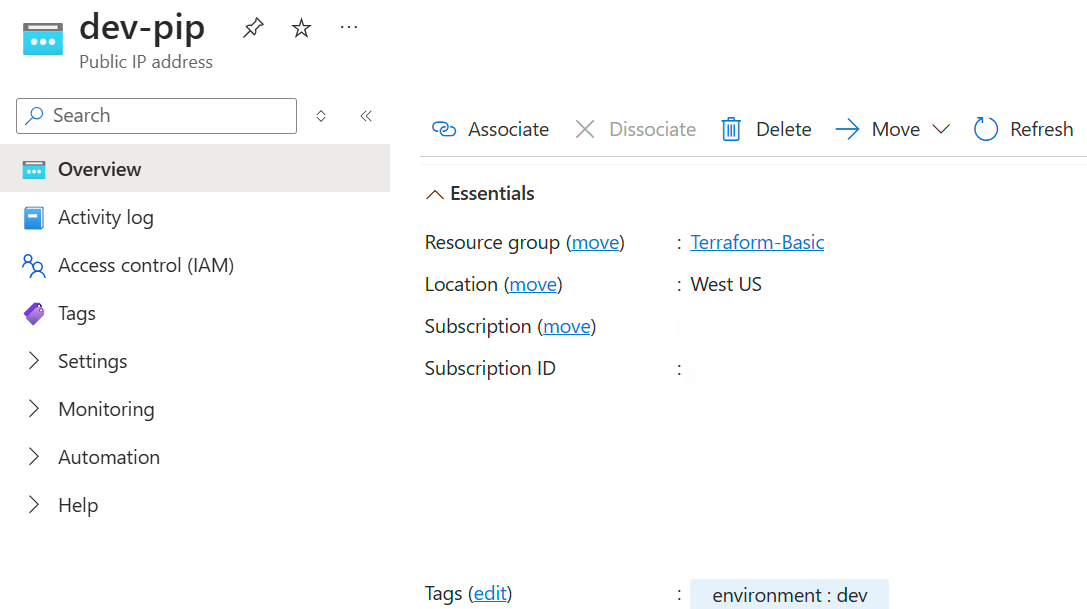 dev-pip
Public IP address
Search
Associate Dissociate Delete Move Refresh
Overview
Activity log
Access control (IAM)
Tags
Settings
Monitoring
Automation
Help
Essentials
Resource group (move) : Terraform-Basic
Location (move) : West US
Subscription (move)
Subscription ID :
Tags (edit) : environment : dev